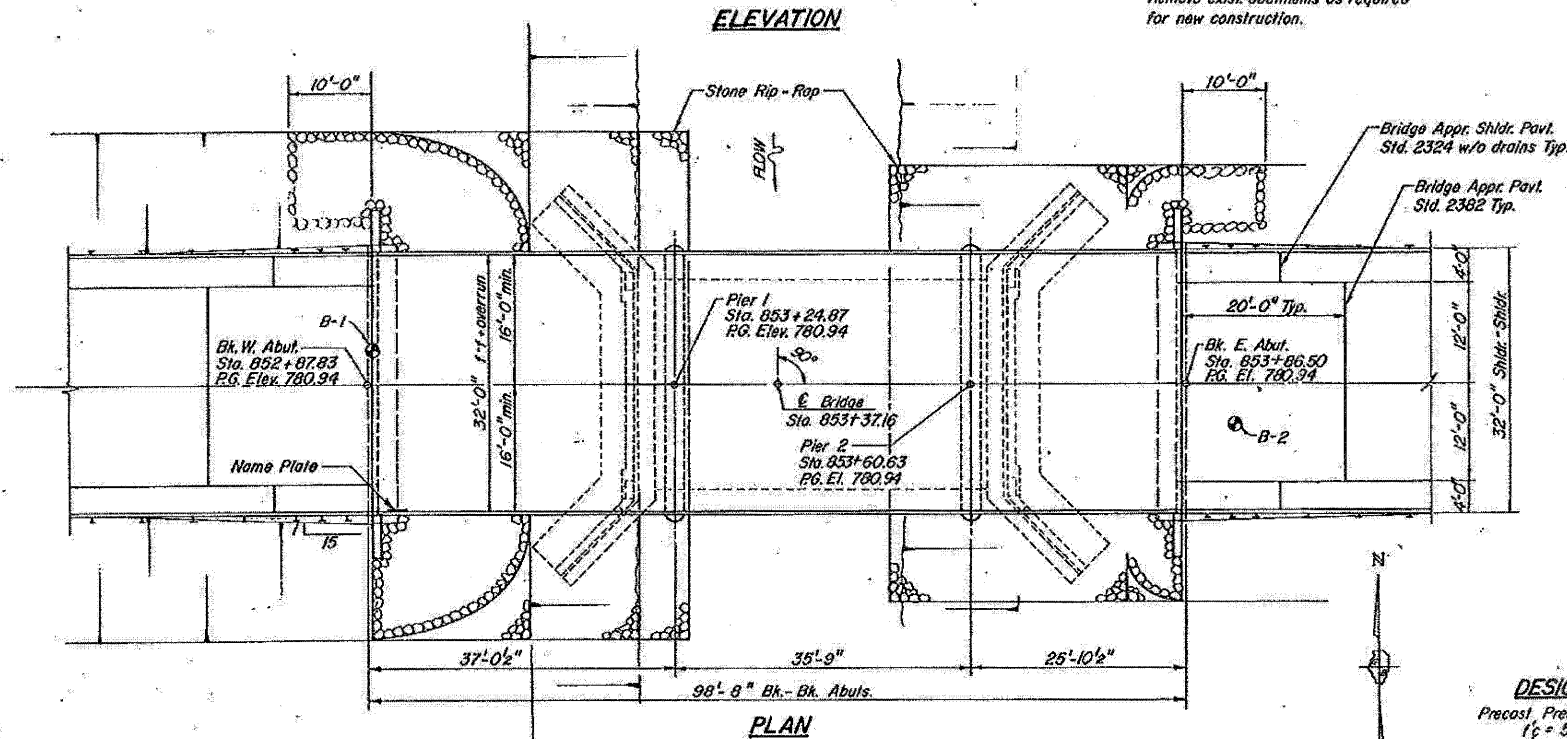 ELEVATION
for new construction.
10'-0"
Stone Rip-Rap
FLOW
10'-0"
Bridge Appr. Shldr. Pavt.
Std. 2324 w/o drains Typ.
Bridge Appr. Pavt.
Std. 2382 Typ.
B-1
Bk. W. Abut.
Sta. 852+87.83
P.G. Elev. 780.94
32'-0" f-f+overrun
16'-0" min.
16'-0" min.
Pier 1
Sta. 853+24.87
P.G. Elev. 780.94
90°
℄ Bridge
Sta. 853+37.16
Pier 2
Sta. 853+60.63
P.G. El. 780.94
Bk. E. Abut.
Sta. 853+86.50
P.G. El. 780.94
20'-0" Typ.
B-2
4'-0"
12'-0"
12'-0"
4'-0"
32'-0" Shldr.-Shldr.
Name Plate
1
15
N
37'-0½"
35'-9"
25'-10½"
98'-8" Bk.-Bk. Abuts.
PLAN
Precast